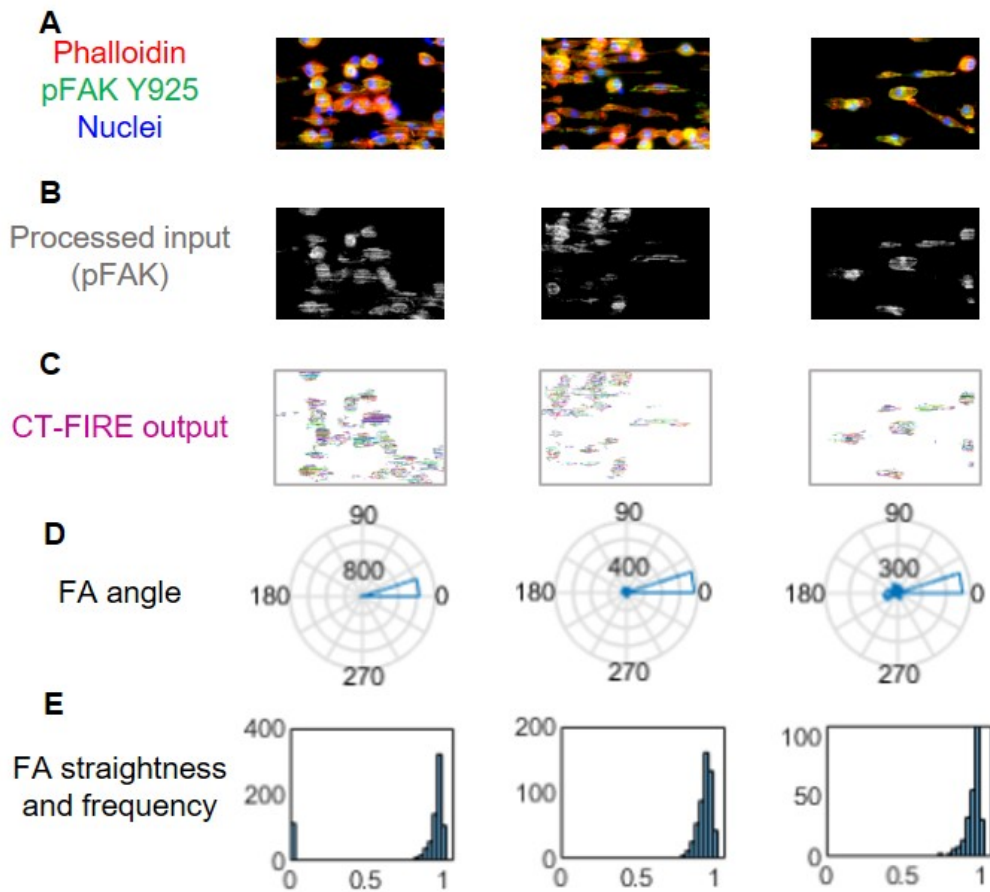 A
Phalloidin
pFAK Y925
Nuclei
B
Processed input
(pFAK)
C
CT-FIRE output
D
FA angle
90
180
800
0
270
90
180
400
0
270
90
180
300
0
270
E
FA straightness
and frequency
400
200
0
0
0.5
1
200
100
0
0
0.5
1
100
50
0
0
0.5
1